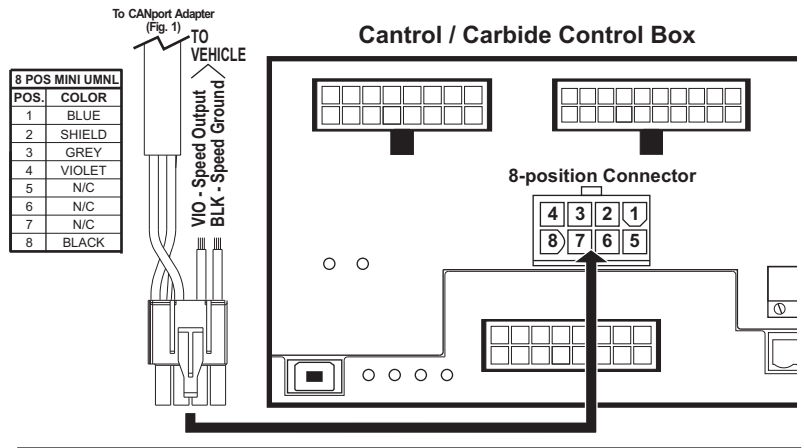 To CANport Adapter
(Fig. 1)
TO
VEHICLE
VIO - Speed Output
BLK - Speed Ground
8 POS MINI UMNL
POS. COLOR
1 BLUE
2 SHIELD
3 GREY
4 VIOLET
5 N/C
6 N/C
7 N/C
8 BLACK
Cantrol / Carbide Control Box
8-position Connector
4 3 2 1
8 7 6 5